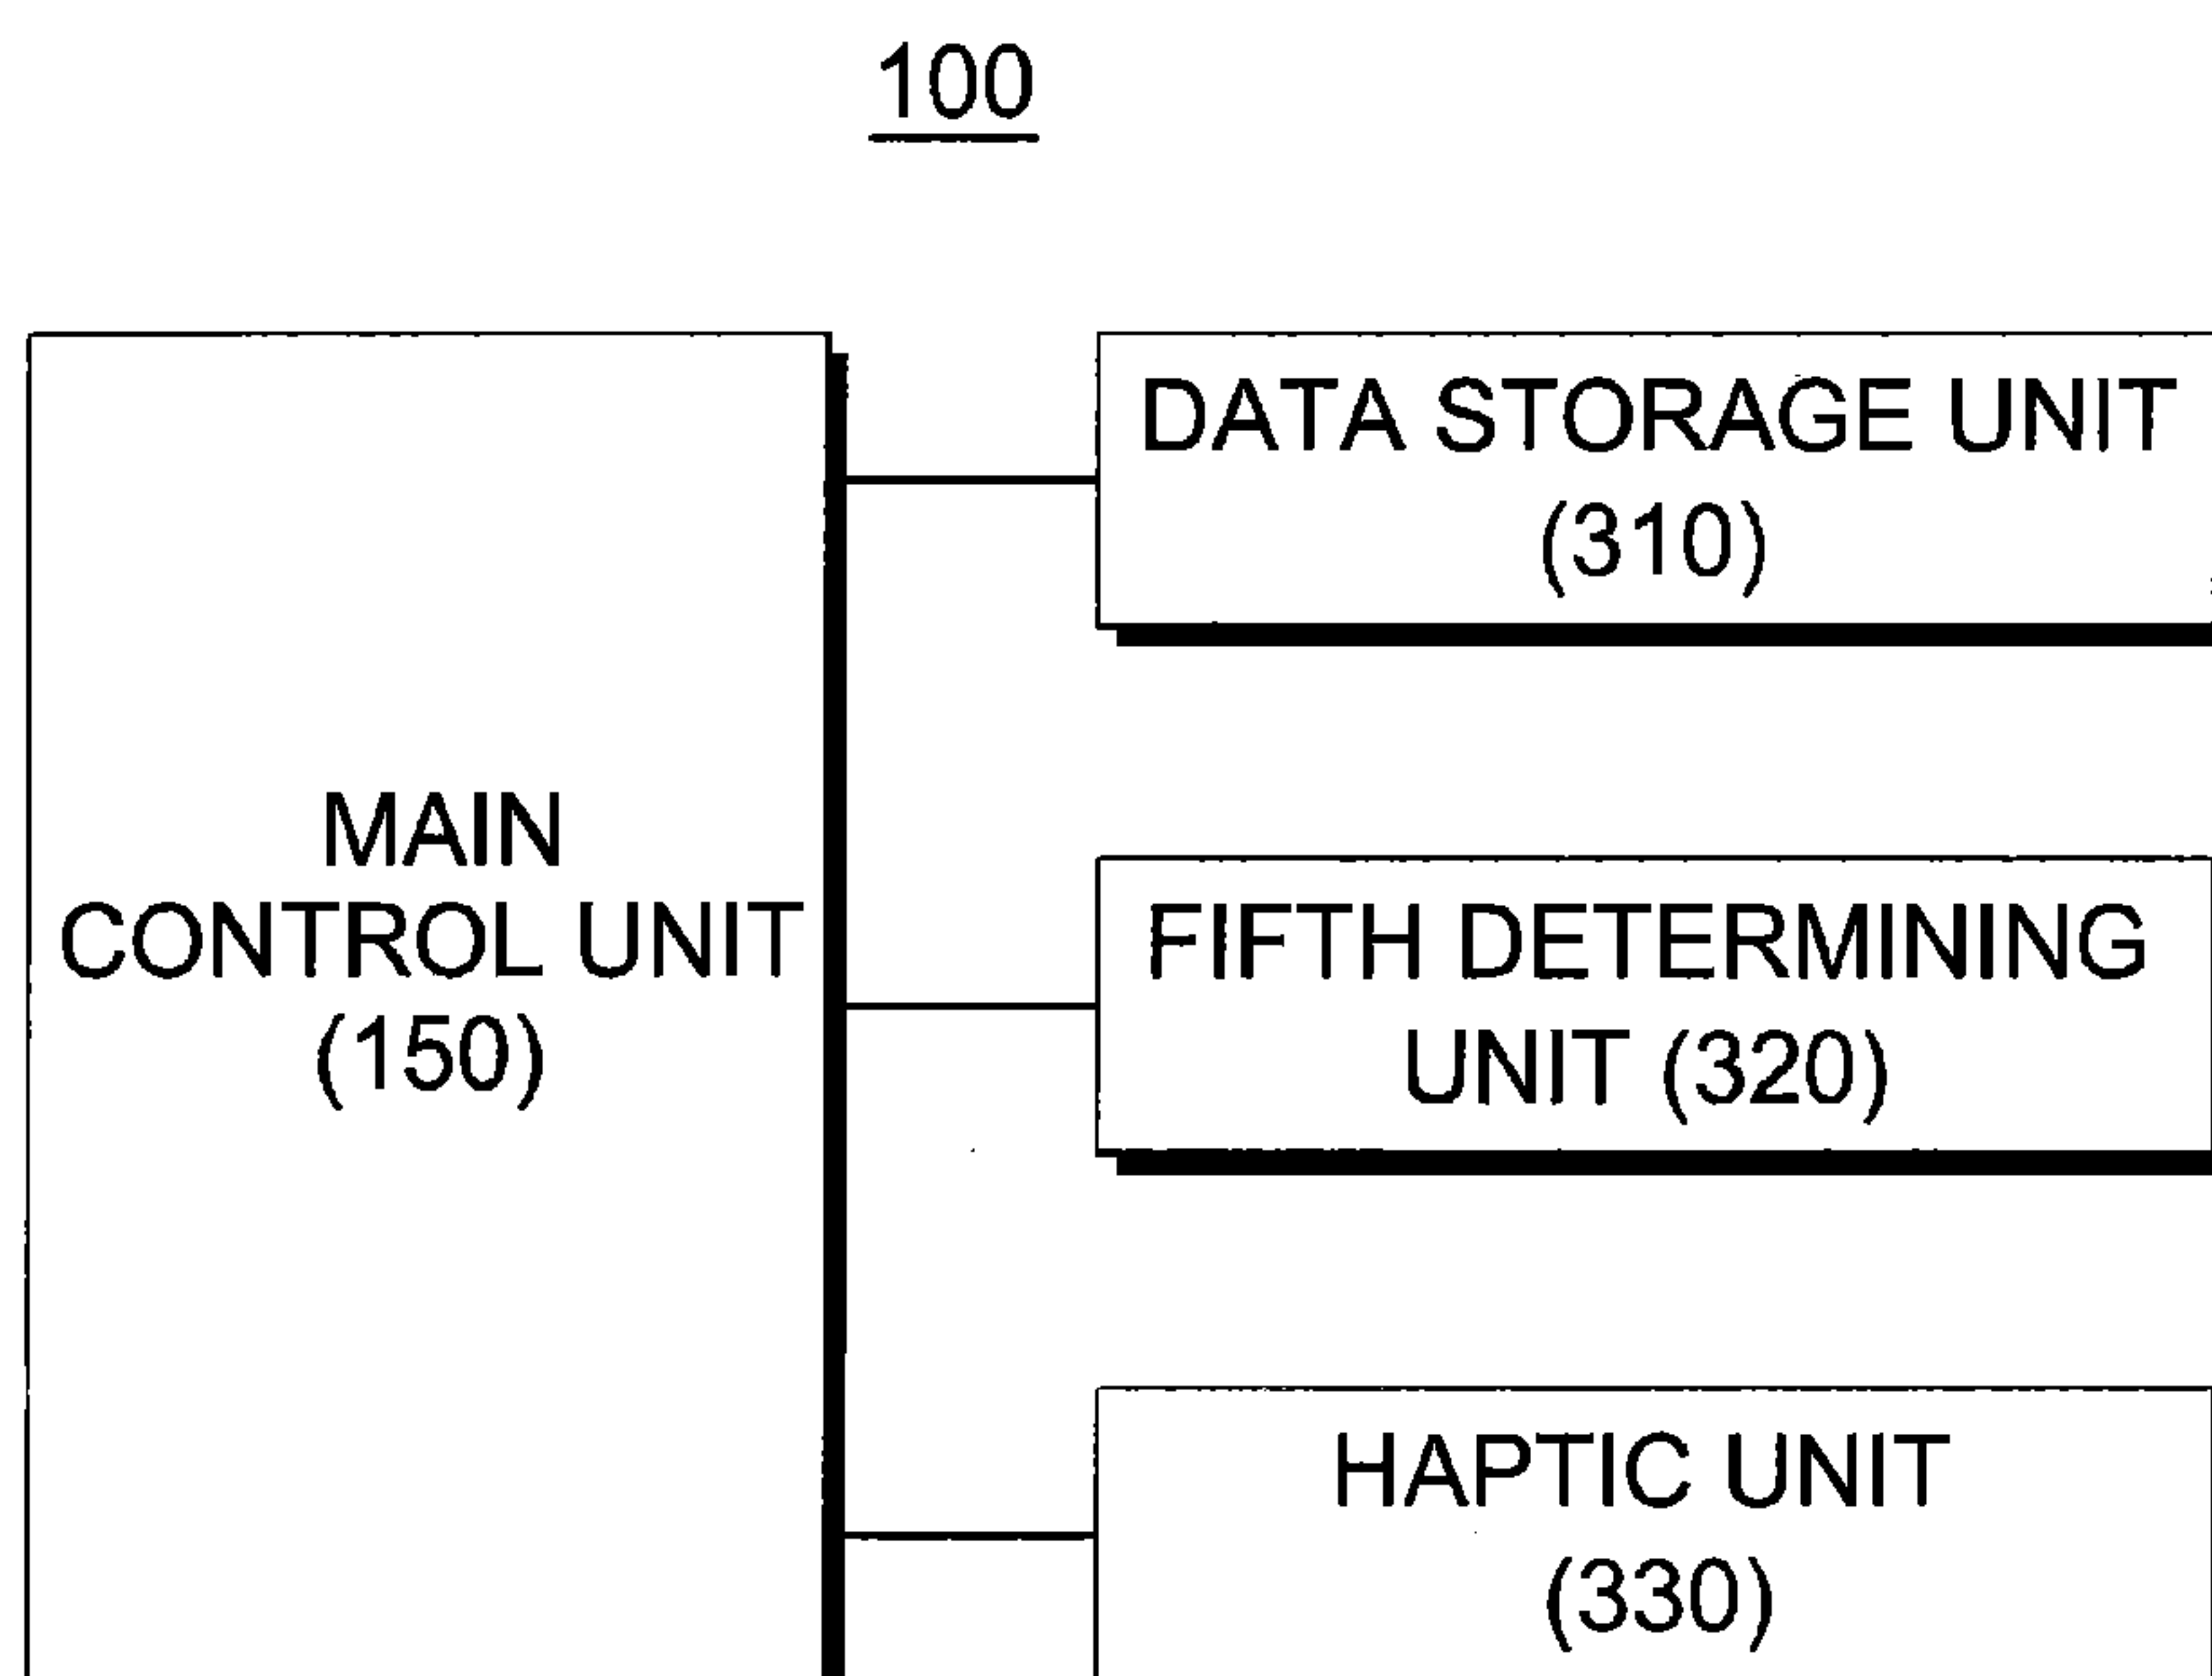 100
MAIN
CONTROL UNIT
(150)
DATA STORAGE UNIT
(310)
FIFTH DETERMINING
UNIT (320)
HAPTIC UNIT
(330)